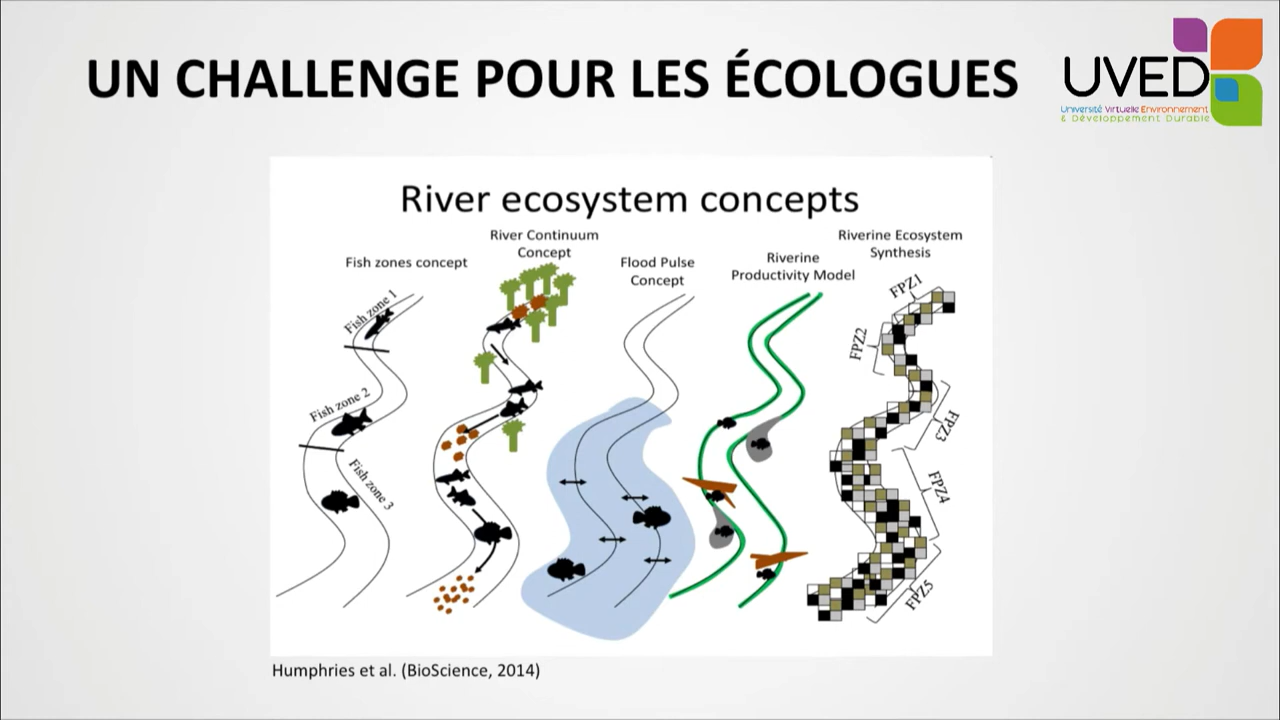 UN CHALLENGE POUR LES ÉCOLOGUES
UVED
Université Virtuelle Environnement
& Développement Durable
River ecosystem concepts
Fish zones concept
River Continuum
Concept
Flood Pulse
Concept
Riverine
Productivity Model
Riverine Ecosystem
Synthesis
Fish zone 1
Fish zone 2
Fish zone 3
FPZ1
FPZ2
FPZ3
FPZ4
FPZ5
Humphries et al. (BioScience, 2014)